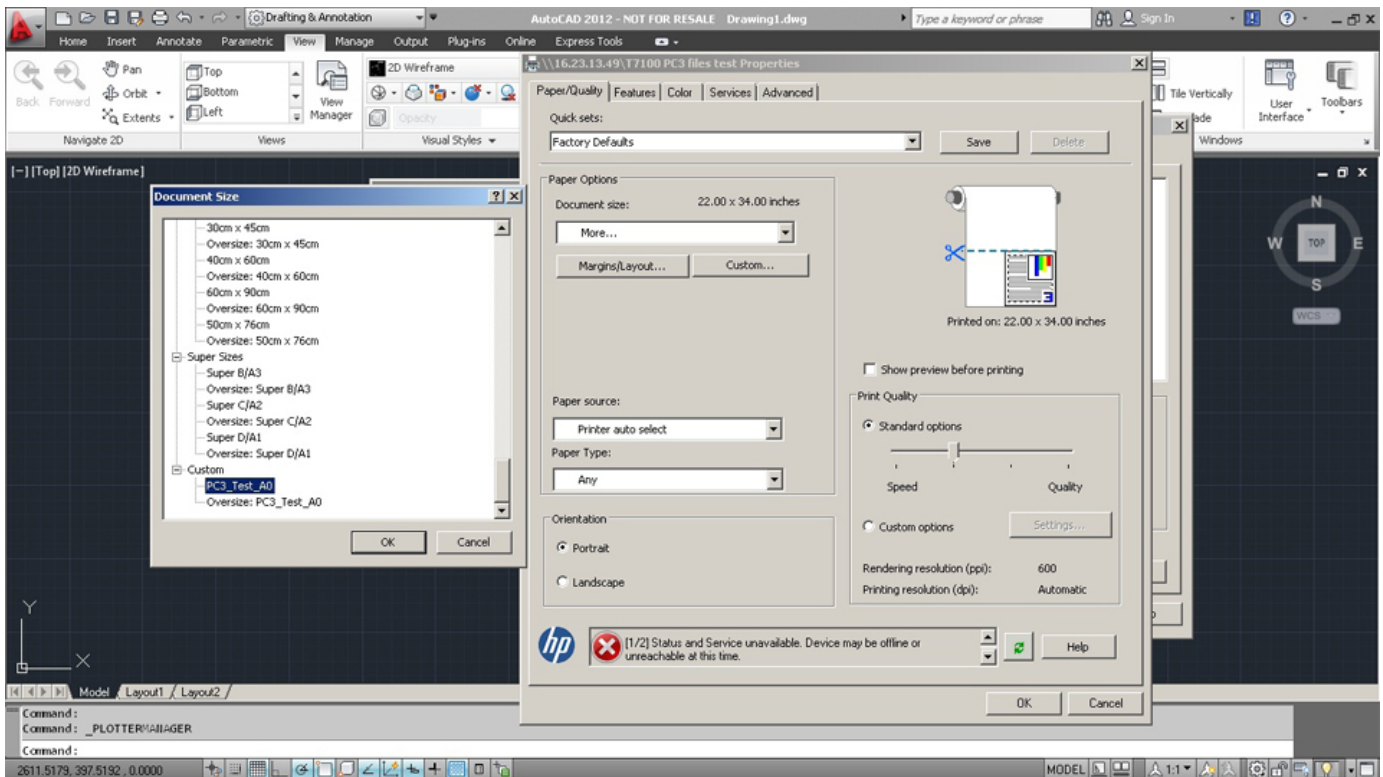 Drafting & Annotation
AutoCAD 2012 - NOT FOR RESALE Drawing1.dwg
Type a keyword or phrase
Sign In
Home Insert Annotate Parametric View Manage Output Plug-ins Online Express Tools
Back Forward
Pan
Orbit
Extents
Navigate 2D
Top
Bottom
Left
View
Manager
Views
2D Wireframe
Opacity
Visual Styles
Tile Vertically
User
Interface
Toolbars
Windows
[−] [Top] [2D Wireframe]
N
W TOP E
S
WCS
Document Size
30cm x 45cm
Oversize: 30cm x 45cm
40cm x 60cm
Oversize: 40cm x 60cm
60cm x 90cm
Oversize: 60cm x 90cm
50cm x 76cm
Oversize: 50cm x 76cm
Super Sizes
Super B/A3
Oversize: Super B/A3
Super C/A2
Oversize: Super C/A2
Super D/A1
Oversize: Super D/A1
Custom
PC3_Test_A0
Oversize: PC3_Test_A0
OK Cancel
\\16.23.13.49\T7100 PC3 files test Properties
Paper/Quality Features Color Services Advanced
Quick sets:
Factory Defaults
Save Delete
Paper Options
Document size: 22.00 x 34.00 inches
More...
Margins/Layout... Custom...
Paper source:
Printer auto select
Paper Type:
Any
Orientation
Portrait
Landscape
3
Printed on: 22.00 x 34.00 inches
Show preview before printing
Print Quality
Standard options
Speed Quality
Custom options Settings...
Rendering resolution (ppi): 600
Printing resolution (dpi): Automatic
hp
[1/2] Status and Service unavailable. Device may be offline or
unreachable at this time.
Help
OK Cancel
Y
X
Model Layout1 Layout2
Command:
Command: _PLOTTERMANAGER
Command:
2611.5179, 397.5192 , 0.0000
MODEL
1:1